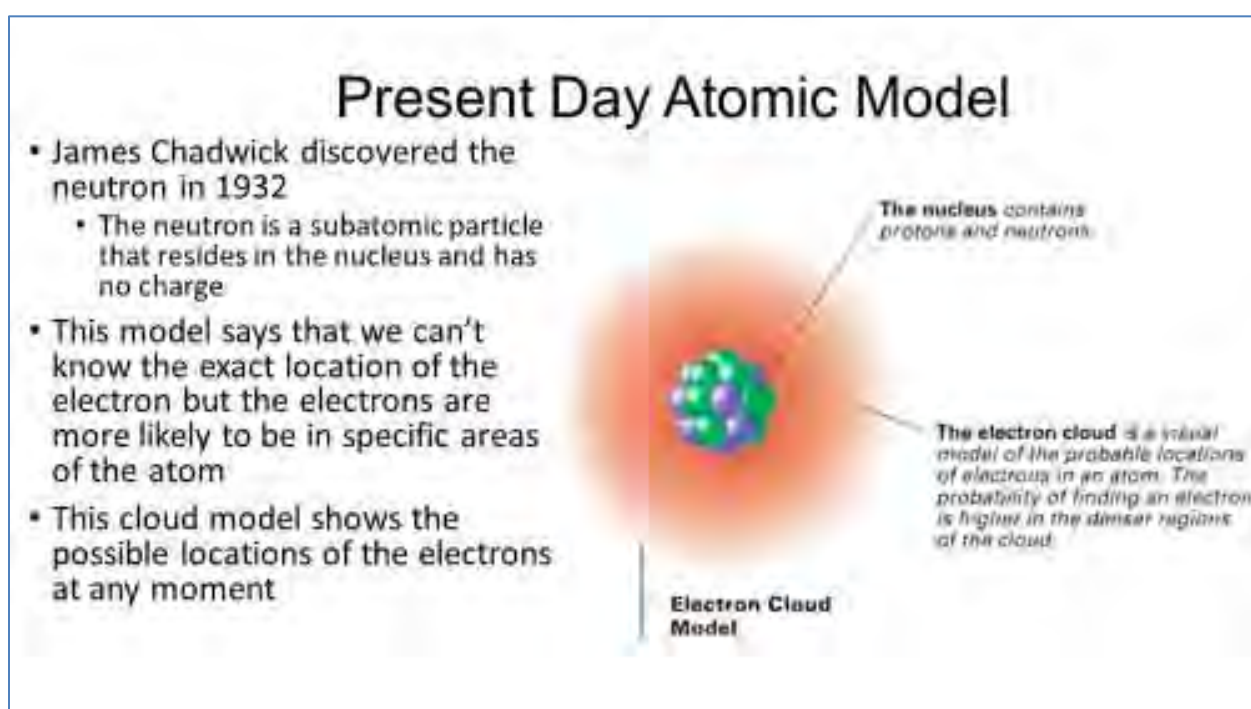 Present Day Atomic Model
• James Chadwick discovered the
neutron in 1932
• The neutron is a subatomic particle
that resides in the nucleus and has
no charge
• This model says that we can't
know the exact location of the
electron but the electrons are
more likely to be in specific areas
of the atom
• This cloud model shows the
possible locations of the electrons
at any moment
The nucleus contains
protons and neutrons.
The electron cloud is a visual
model of the probable locations
of electrons in an atom. The
probability of finding an electron
is higher in the denser regions
of the cloud.
Electron Cloud
Model